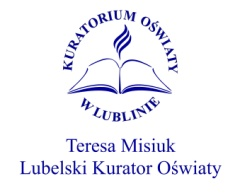 KURATORIUM OŚWIATY
W LUBLINIE
Teresa Misiuk
Lubelski Kurator Oświaty